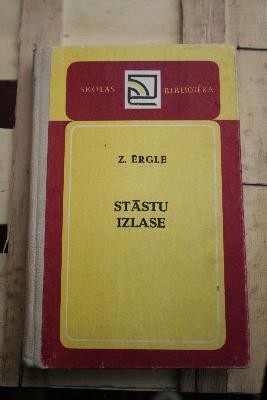 SKOLAS BIBLIOTĒKA
Z. ĒRGLE
STĀSTU
IZLASE